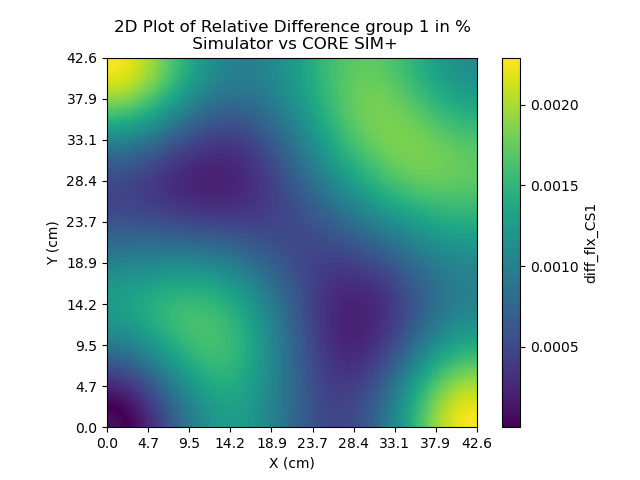 2D Plot of Relative Difference group 1 in %
Simulator vs CORE SIM+
42.6
37.9
33.1
28.4
23.7
18.9
14.2
9.5
4.7
0.0
Y (cm)
0.0 4.7 9.5 14.2 18.9 23.7 28.4 33.1 37.9 42.6
X (cm)
0.0020
0.0015
0.0010
0.0005
diff_flx_CS1